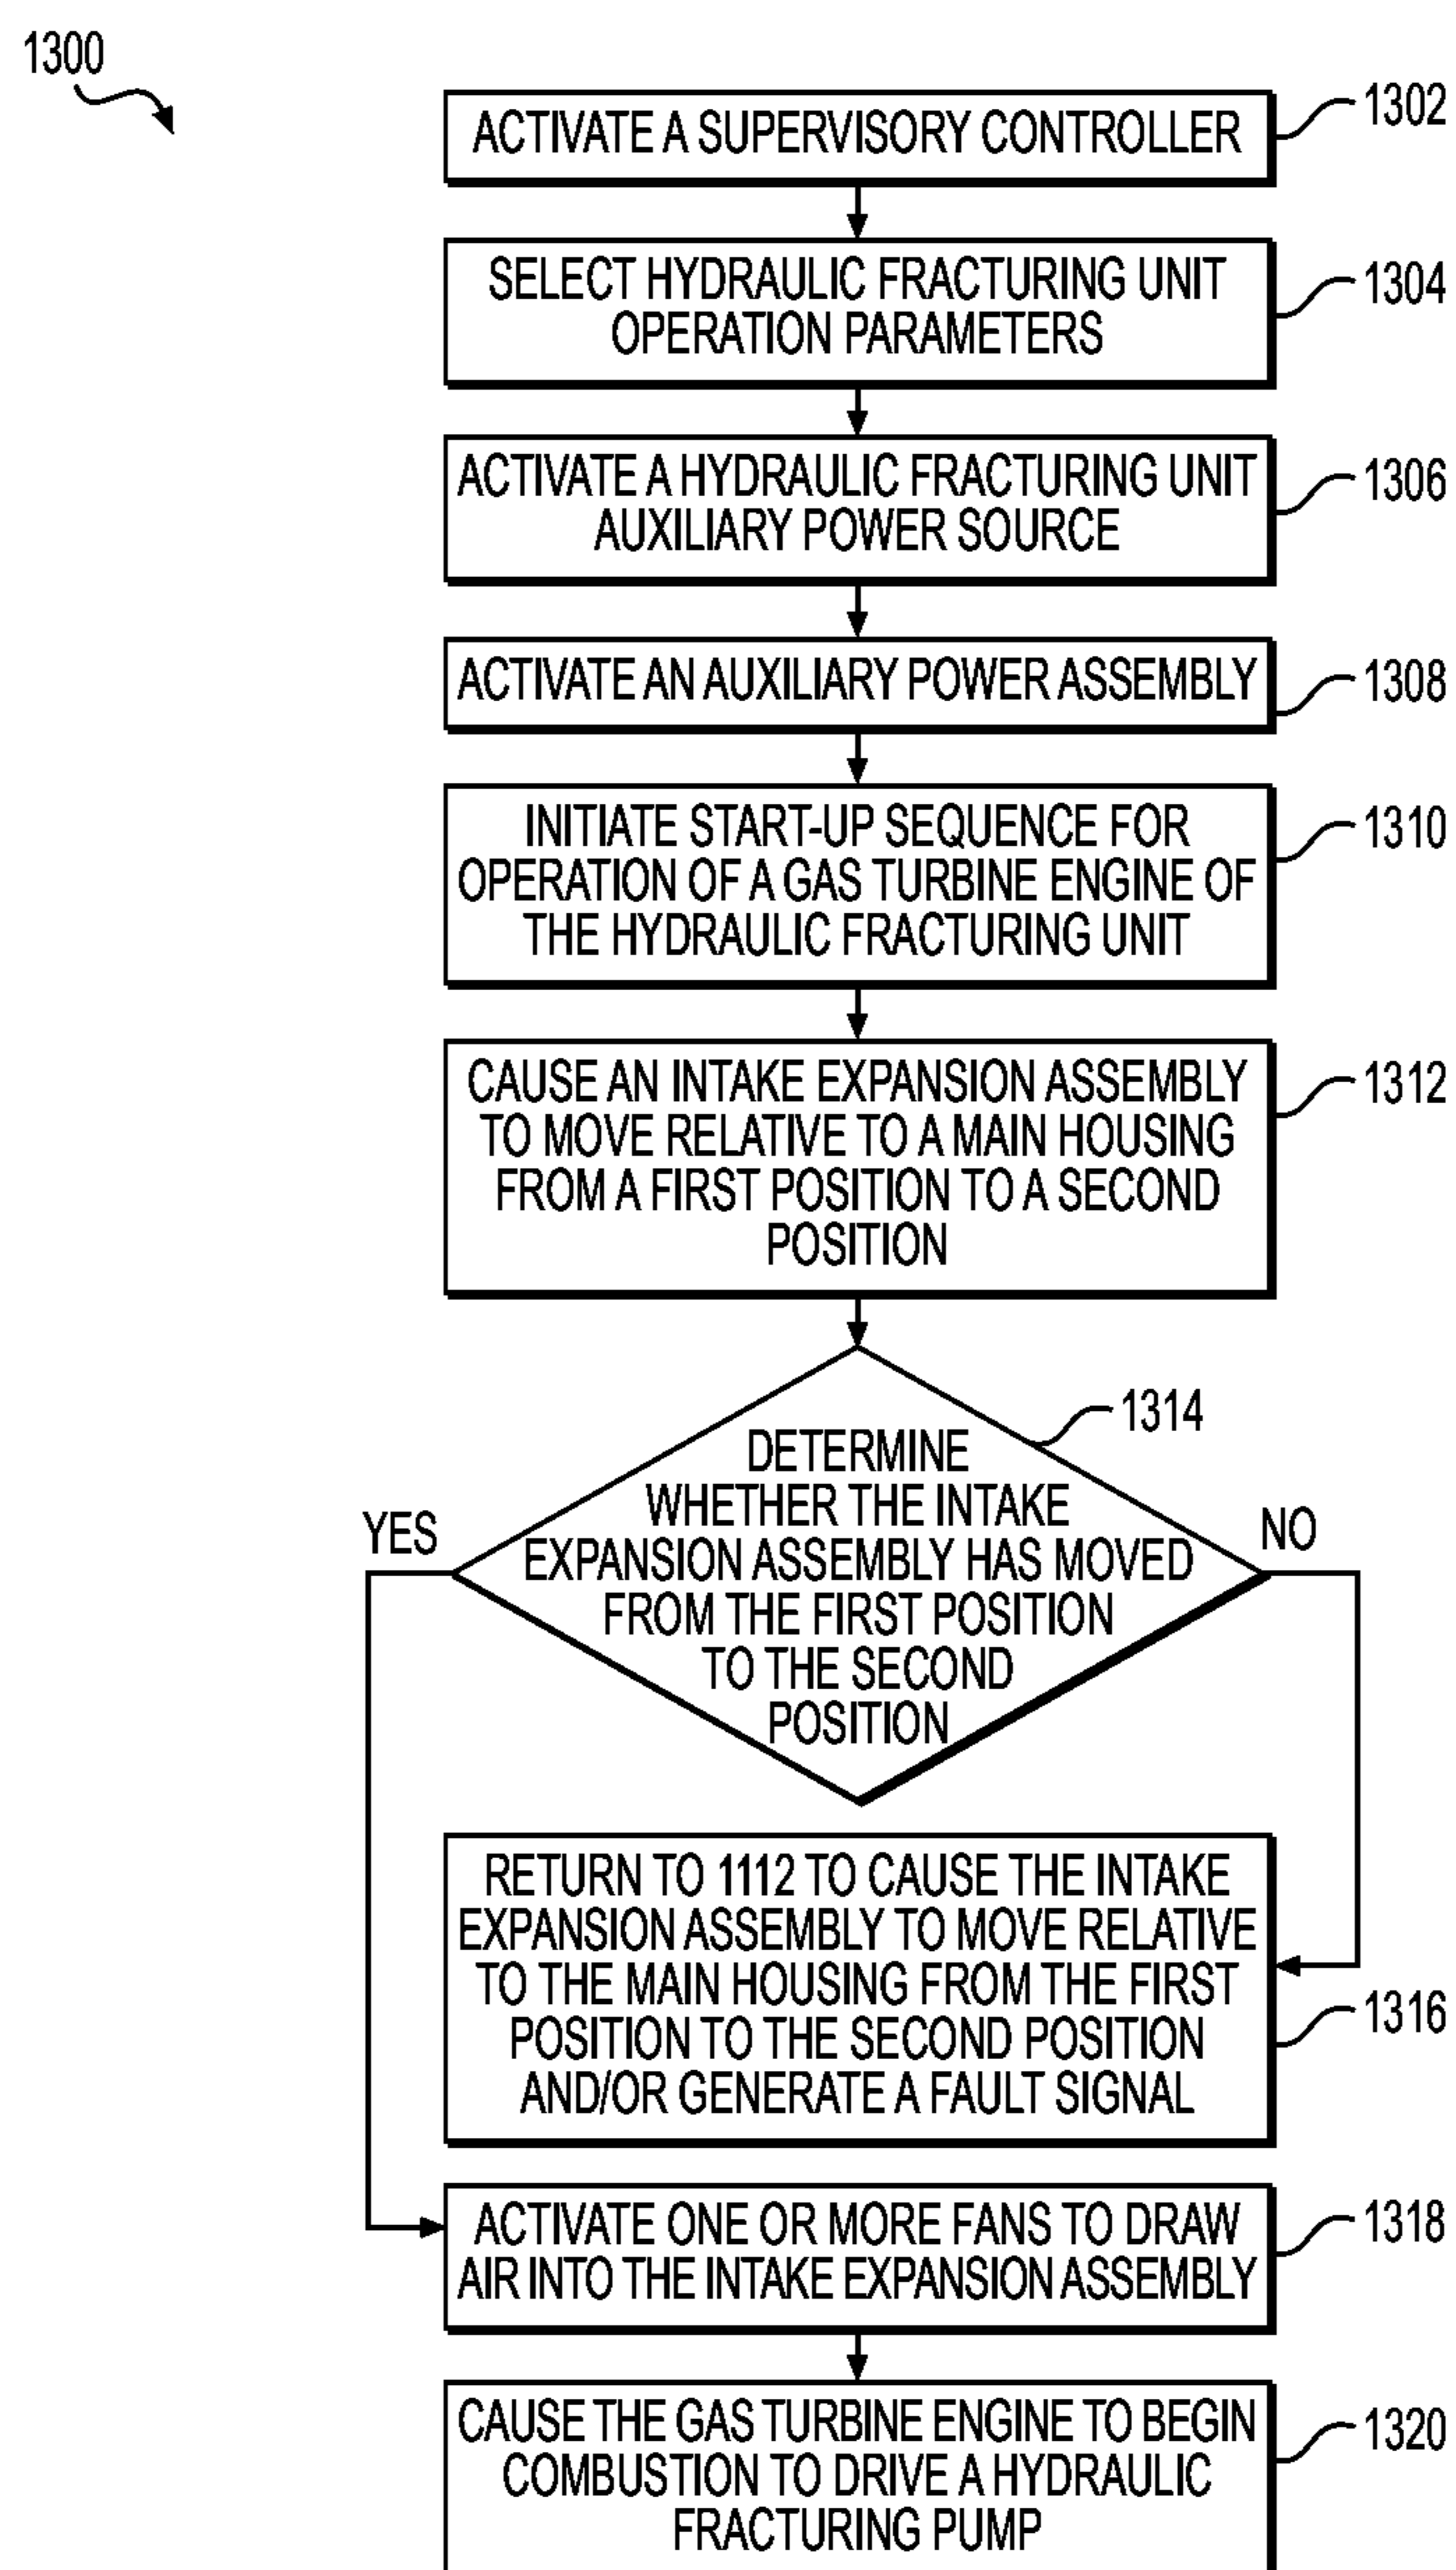 1300
ACTIVATE A SUPERVISORY CONTROLLER
1302
SELECT HYDRAULIC FRACTURING UNIT
OPERATION PARAMETERS
1304
ACTIVATE A HYDRAULIC FRACTURING UNIT
AUXILIARY POWER SOURCE
1306
ACTIVATE AN AUXILIARY POWER ASSEMBLY
1308
INITIATE START-UP SEQUENCE FOR
OPERATION OF A GAS TURBINE ENGINE OF
THE HYDRAULIC FRACTURING UNIT
1310
CAUSE AN INTAKE EXPANSION ASSEMBLY
TO MOVE RELATIVE TO A MAIN HOUSING
FROM A FIRST POSITION TO A SECOND
POSITION
1312
DETERMINE
WHETHER THE INTAKE
EXPANSION ASSEMBLY HAS MOVED
FROM THE FIRST POSITION
TO THE SECOND
POSITION
1314
YES
NO
RETURN TO 1112 TO CAUSE THE INTAKE
EXPANSION ASSEMBLY TO MOVE RELATIVE
TO THE MAIN HOUSING FROM THE FIRST
POSITION TO THE SECOND POSITION
AND/OR GENERATE A FAULT SIGNAL
1316
ACTIVATE ONE OR MORE FANS TO DRAW
AIR INTO THE INTAKE EXPANSION ASSEMBLY
1318
CAUSE THE GAS TURBINE ENGINE TO BEGIN
COMBUSTION TO DRIVE A HYDRAULIC
FRACTURING PUMP
1320